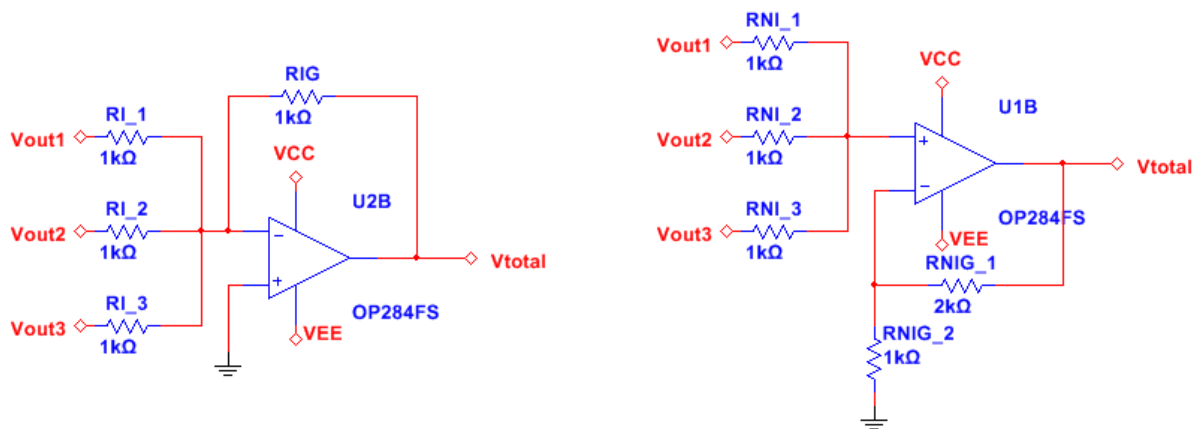 RIG
1kΩ
RI_1
Vout1
1kΩ
VCC
U2B
RI_2
Vout2
1kΩ
Vtotal
RI_3
OP284FS
Vout3
1kΩ
VEE
RNI_1
Vout1
1kΩ
VCC
U1B
RNI_2
Vout2
1kΩ
Vtotal
RNI_3
OP284FS
Vout3
1kΩ
VEE
RNIG_1
2kΩ
RNIG_2
1kΩ